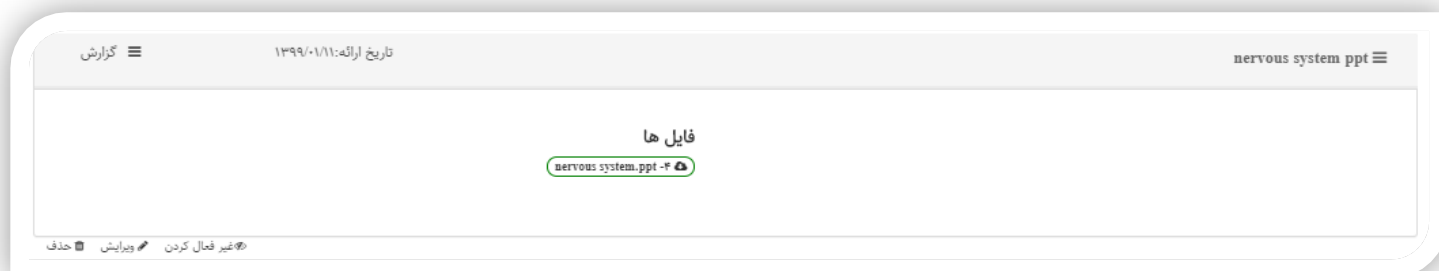 nervous system ppt
تاریخ ارائه:۱۳۹۹/۰۱/۱۱
گزارش
فایل ها
۴- nervous system.ppt
غیر فعال کردن ویرایش حذف